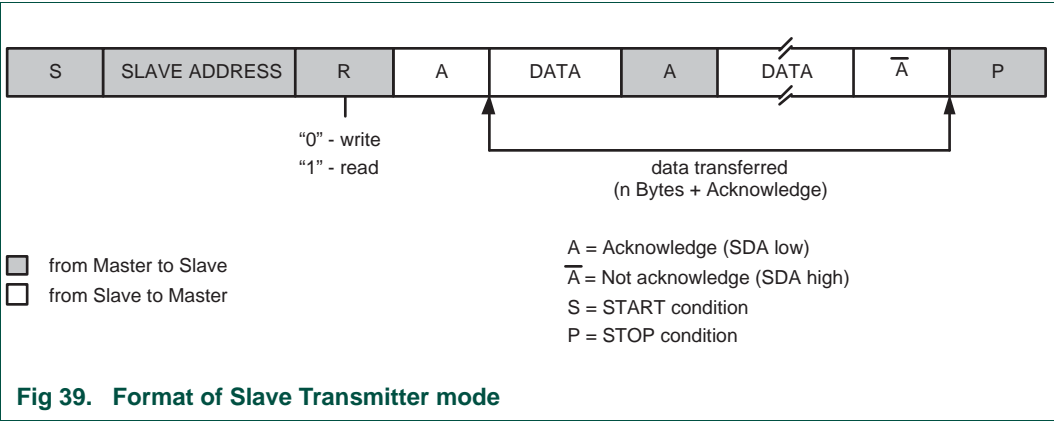 S SLAVE ADDRESS R A DATA A DATA A̅ P
“0” - write
“1” - read
data transferred
(n Bytes + Acknowledge)
from Master to Slave
from Slave to Master
A = Acknowledge (SDA low)
A̅ = Not acknowledge (SDA high)
S = START condition
P = STOP condition
Fig 39. Format of Slave Transmitter mode